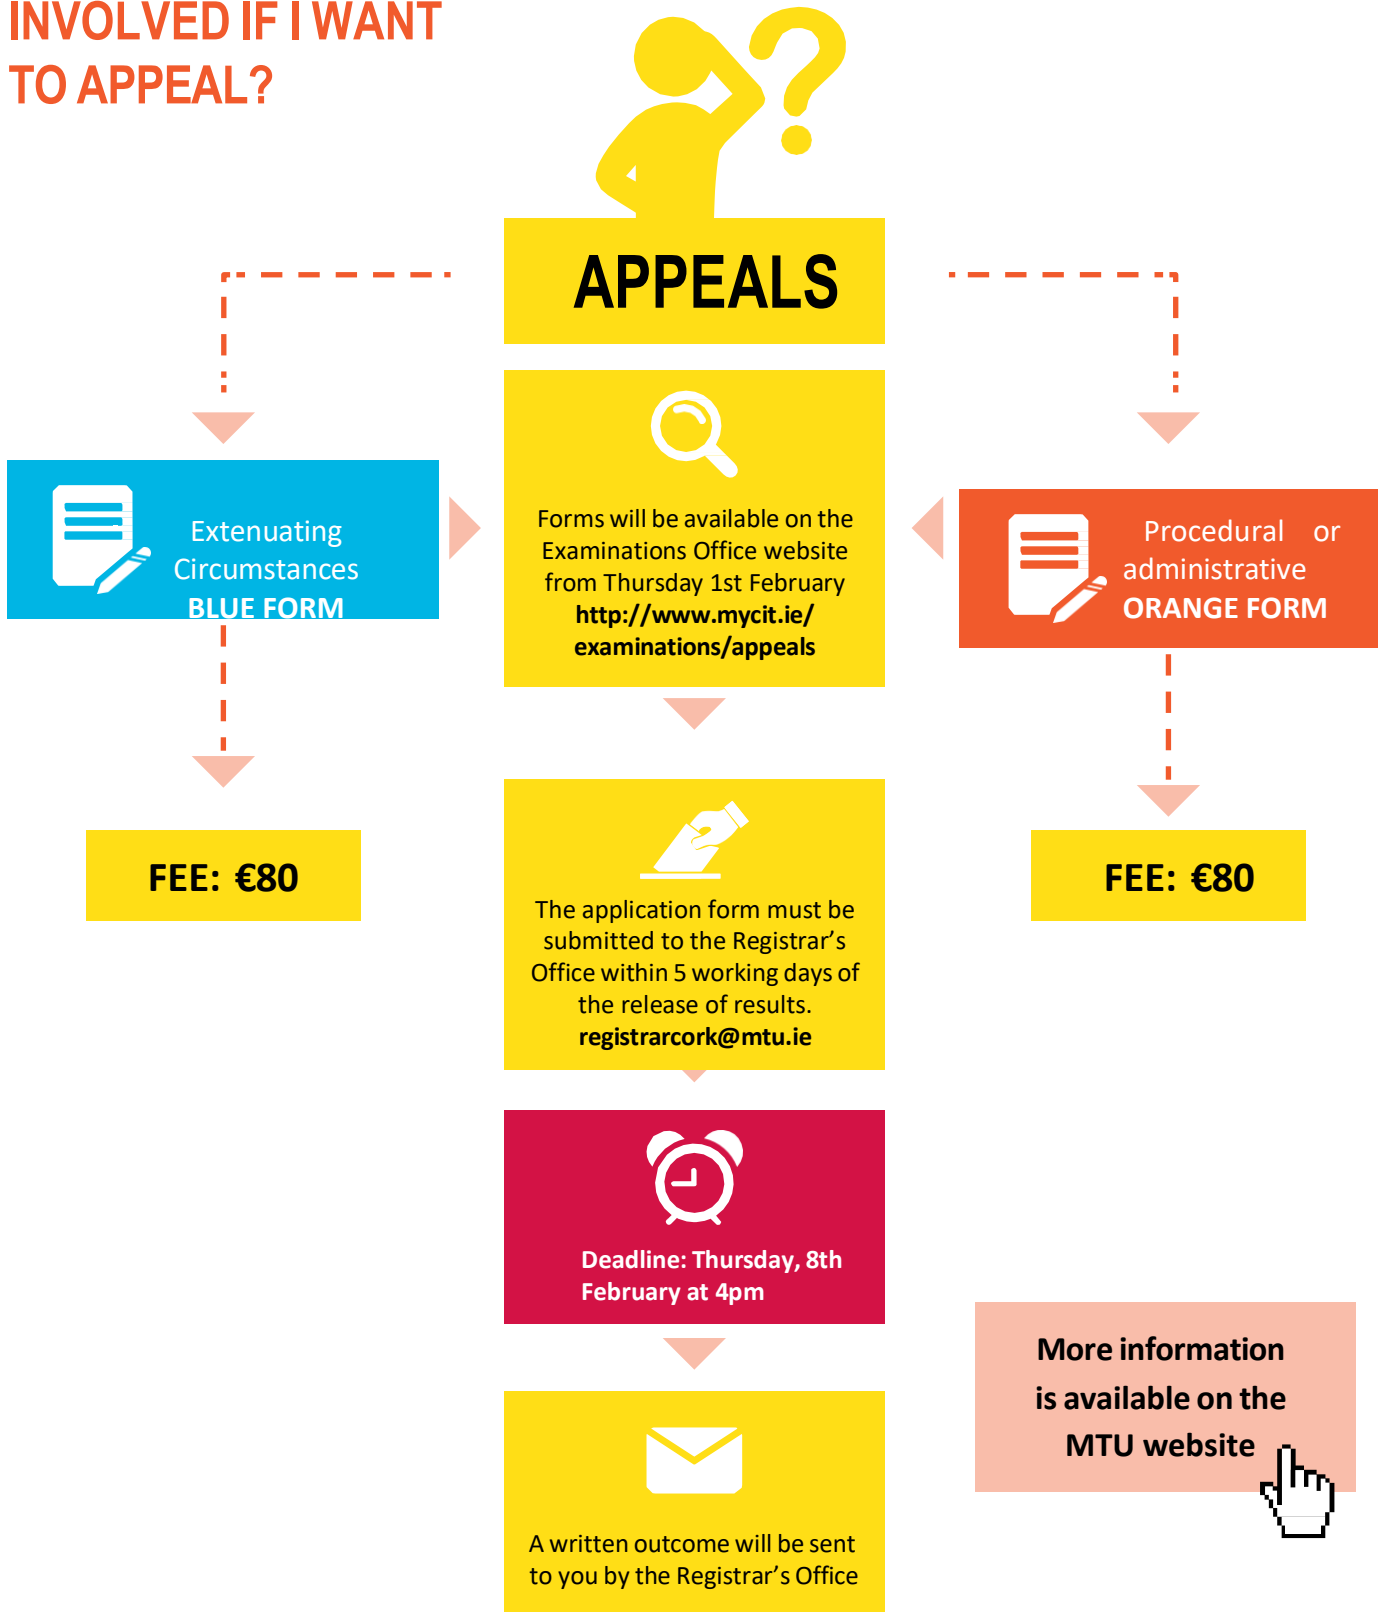 INVOLVED IF I WANT
TO APPEAL?
APPEALS
Extenuating
Circumstances
BLUE FORM
Forms will be available on the
Examinations Office website
from Thursday 1st February
http://www.mycit.ie/
examinations/appeals
Procedural or
administrative
ORANGE FORM
FEE: €80
FEE: €80
The application form must be
submitted to the Registrar’s
Office within 5 working days of
the release of results.
registrarcork@mtu.ie
Deadline: Thursday, 8th
February at 4pm
More information
is available on the
MTU website
A written outcome will be sent
to you by the Registrar’s Office